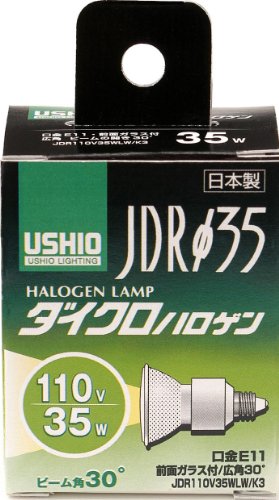 口金E11・前面ガラス付
広角・ビームの開き30°
JDR110V35WLW/K3
35W
日本製
USHIO
USHIO LIGHTING
JDRφ35
HALOGEN LAMP
ダイクロハロゲン
110V
35W
ビーム角30°
口金E11
前面ガラス付/広角30°
JDR110V35WLW/K3